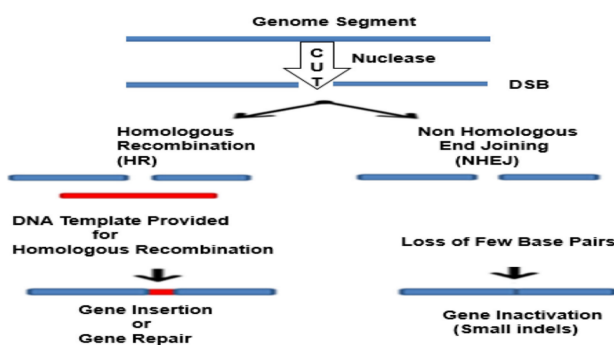 Genome Segment
CUT
Nuclease
DSB
Homologous
Recombination
(HR)
Non Homologous
End Joining
(NHEJ)
DNA Template Provided
for
Homologous Recombination
Loss of Few Base Pairs
Gene Insertion
or
Gene Repair
Gene Inactivation
(Small indels)